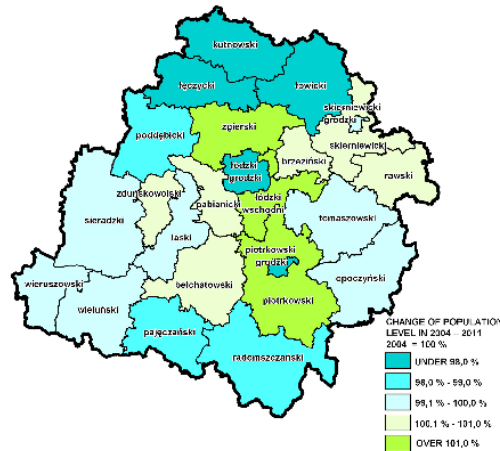 kutnowski
łęczycki
łowicki
skierniewicki
grodzki
poddębicki
zgierski
skierniewicki
brzeziński
rawski
łódzki
grodzki
zduńskowolski
pabianicki
łódzki
wschodni
sieradzki
tomaszowski
łaski
piotrkowski
grodzki
opoczyński
wieruszowski
bełchatowski
wieluński
piotrkowski
pajęczański
radomszczański
CHANGE OF POPULATION
LEVEL IN 2004 – 2011
2004 = 100 %
UNDER 98,0 %
98,0 % - 99,0 %
99,1 % - 100,0 %
100,1 % - 101,0 %
OVER 101,0 %